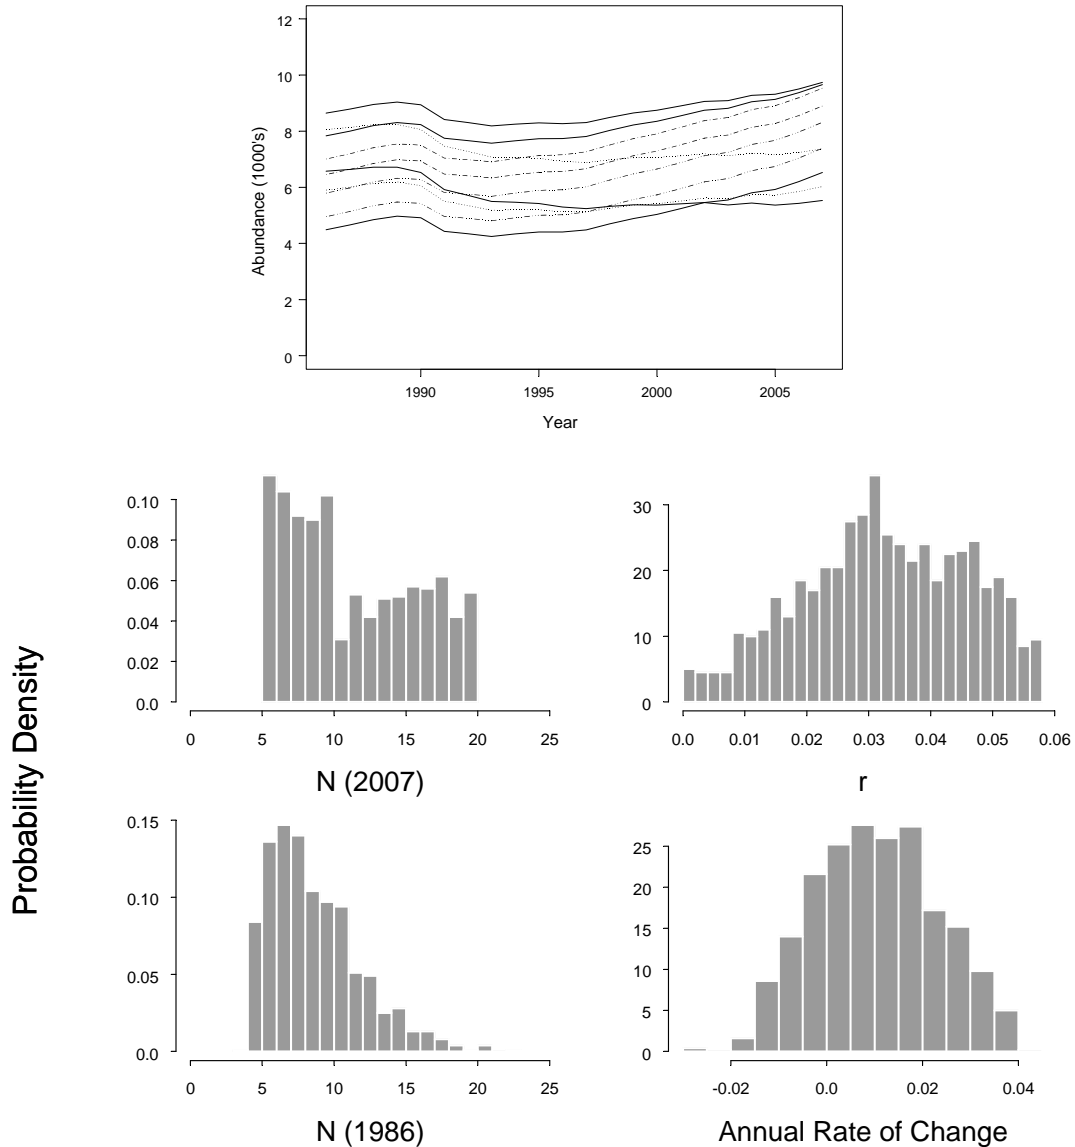 12
10
8
6
4
2
0
Abundance (1000's)
1990 1995 2000 2005
Year
Probability Density
0.10
0.08
0.06
0.04
0.02
0.0
0 5 10 15 20 25
N (2007)
30
20
10
0
0.0 0.01 0.02 0.03 0.04 0.05 0.06
r
0.15
0.10
0.05
0.0
0 5 10 15 20 25
N (1986)
25
20
15
10
5
0
-0.02 0.0 0.02 0.04
Annual Rate of Change